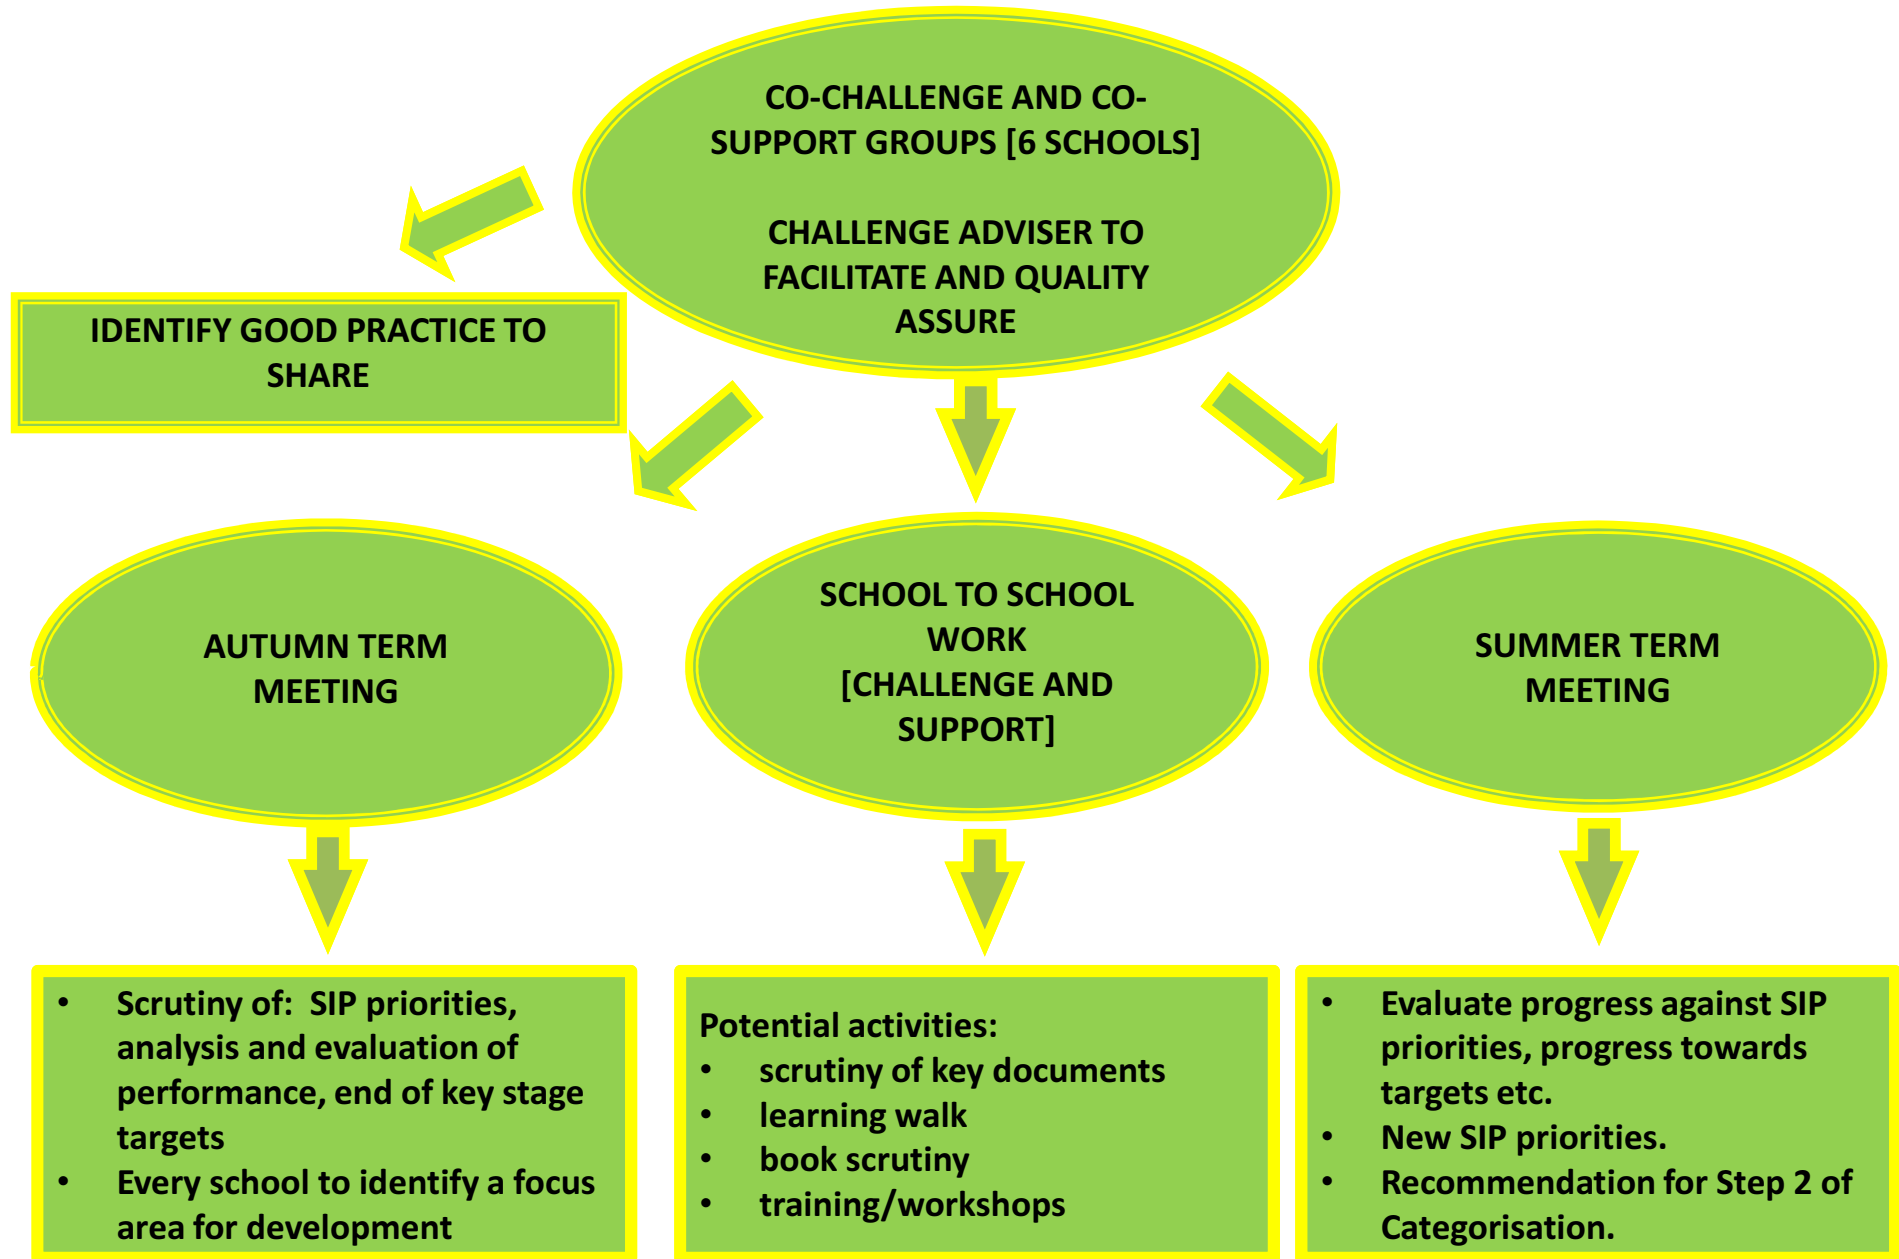 CO-CHALLENGE AND CO-
SUPPORT GROUPS [6 SCHOOLS]
CHALLENGE ADVISER TO
FACILITATE AND QUALITY
ASSURE
IDENTIFY GOOD PRACTICE TO
SHARE
AUTUMN TERM
MEETING
SCHOOL TO SCHOOL
WORK
[CHALLENGE AND
SUPPORT]
SUMMER TERM
MEETING
• Scrutiny of: SIP priorities,
analysis and evaluation of
performance, end of key stage
targets
• Every school to identify a focus
area for development
Potential activities:
• scrutiny of key documents
• learning walk
• book scrutiny
• training/workshops
• Evaluate progress against SIP
priorities, progress towards
targets etc.
• New SIP priorities.
• Recommendation for Step 2 of
Categorisation.